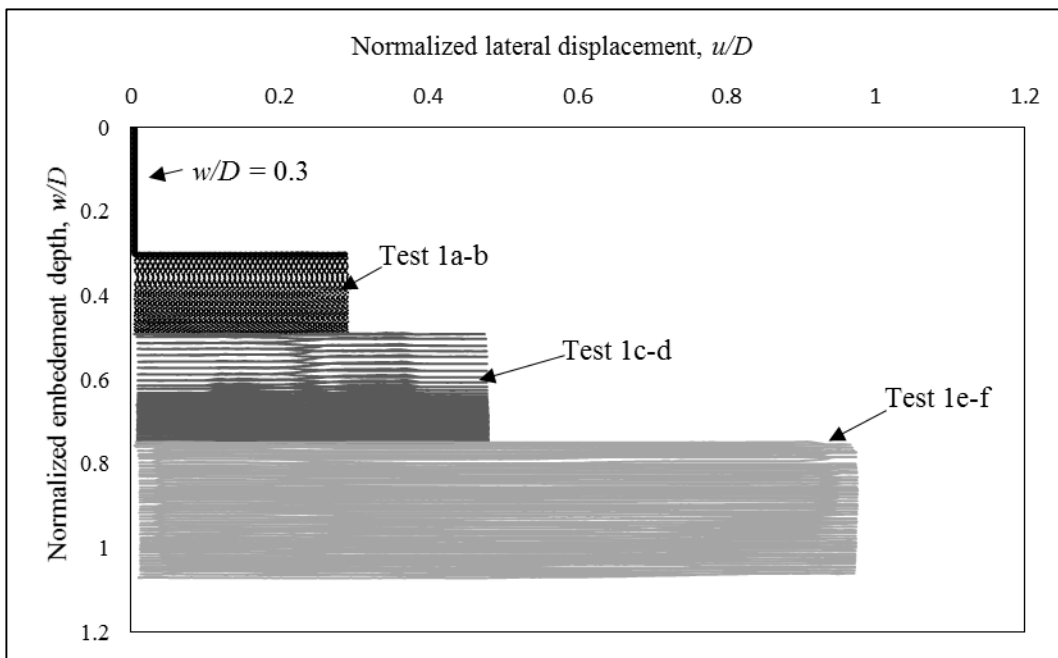 Normalized lateral displacement, u/D
0 0.2 0.4 0.6 0.8 1 1.2
Normalized embedement depth, w/D
0
0.2
0.4
0.6
0.8
1
1.2
w/D = 0.3
Test 1a-b
Test 1c-d
Test 1e-f